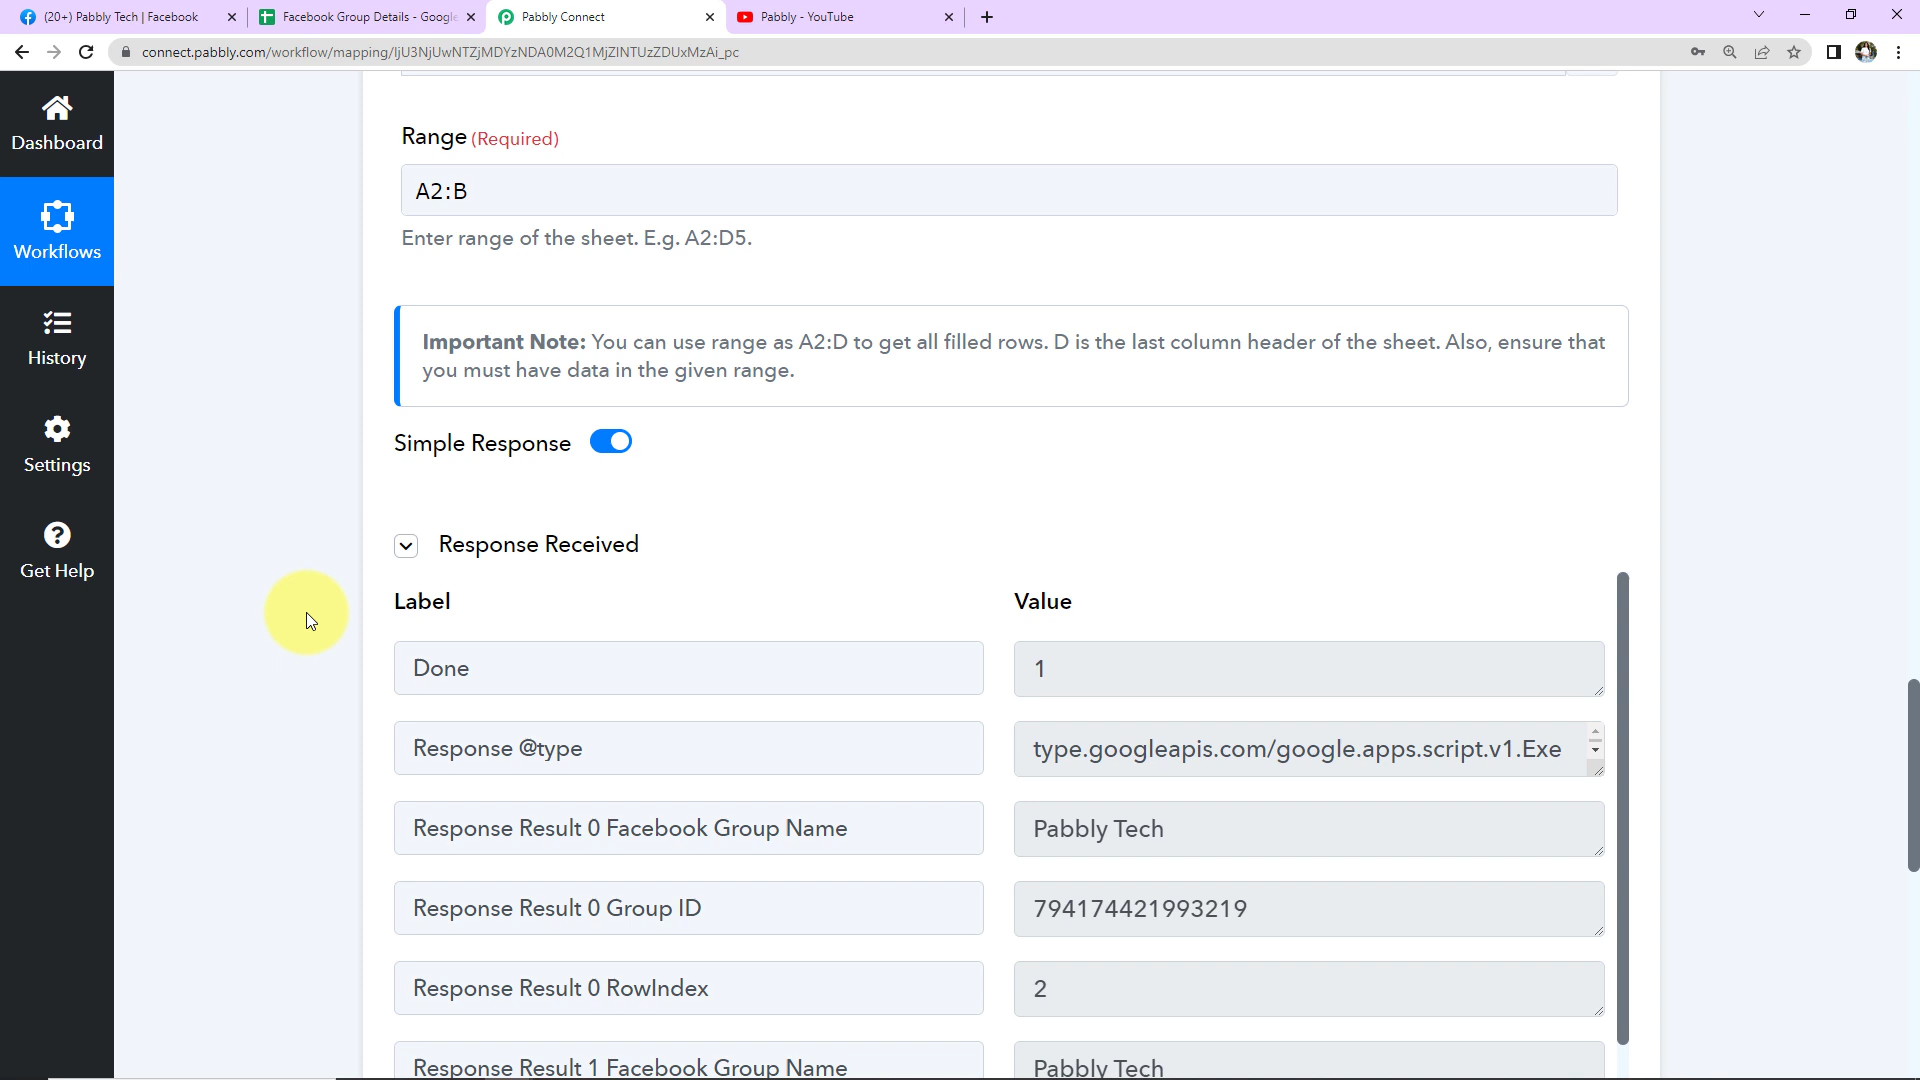 (20+) Pabbly Tech | Facebook
Facebook Group Details - Google
Pabbly Connect
Pabbly - YouTube
connect.pabbly.com/workflow/mapping/IjU3NjUwNTZjMDYzNDA0M2Q1MjZlNTUzZDUxMzAi_pc
Dashboard
Workflows
History
Settings
Get Help
Range (Required)
A2:B
Enter range of the sheet. E.g. A2:D5.
Important Note: You can use range as A2:D to get all filled rows. D is the last column header of the sheet. Also, ensure that
you must have data in the given range.
Simple Response
Response Received
Label Value
Done 1
Response @type type.googleapis.com/google.apps.script.v1.Exe
Response Result 0 Facebook Group Name Pabbly Tech
Response Result 0 Group ID 794174421993219
Response Result 0 RowIndex 2
Response Result 1 Facebook Group Name Pabbly Tech